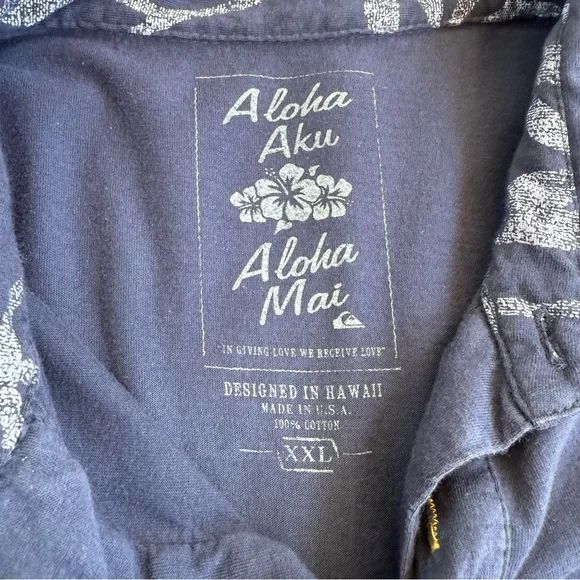 Aloha
Aku
Aloha
Mai
"IN GIVING LOVE WE RECEIVE LOVE"
DESIGNED IN HAWAII
MADE IN U.S.A.
100% COTTON
XXL